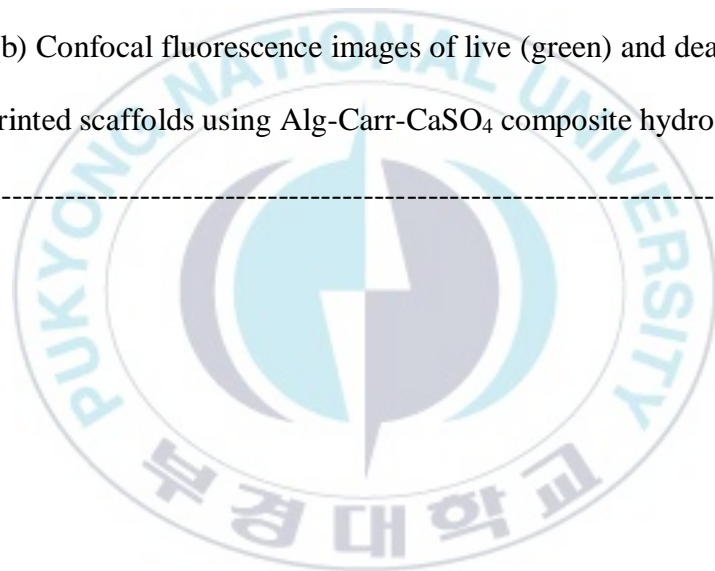 b) Confocal fluorescence images of live (green) and dea
rinted scaffolds using Alg-Carr-CaSO₄ composite hydro
--------------------------------------------------------------------
PUKYONG NATIONAL UNIVERSITY
부경대학교